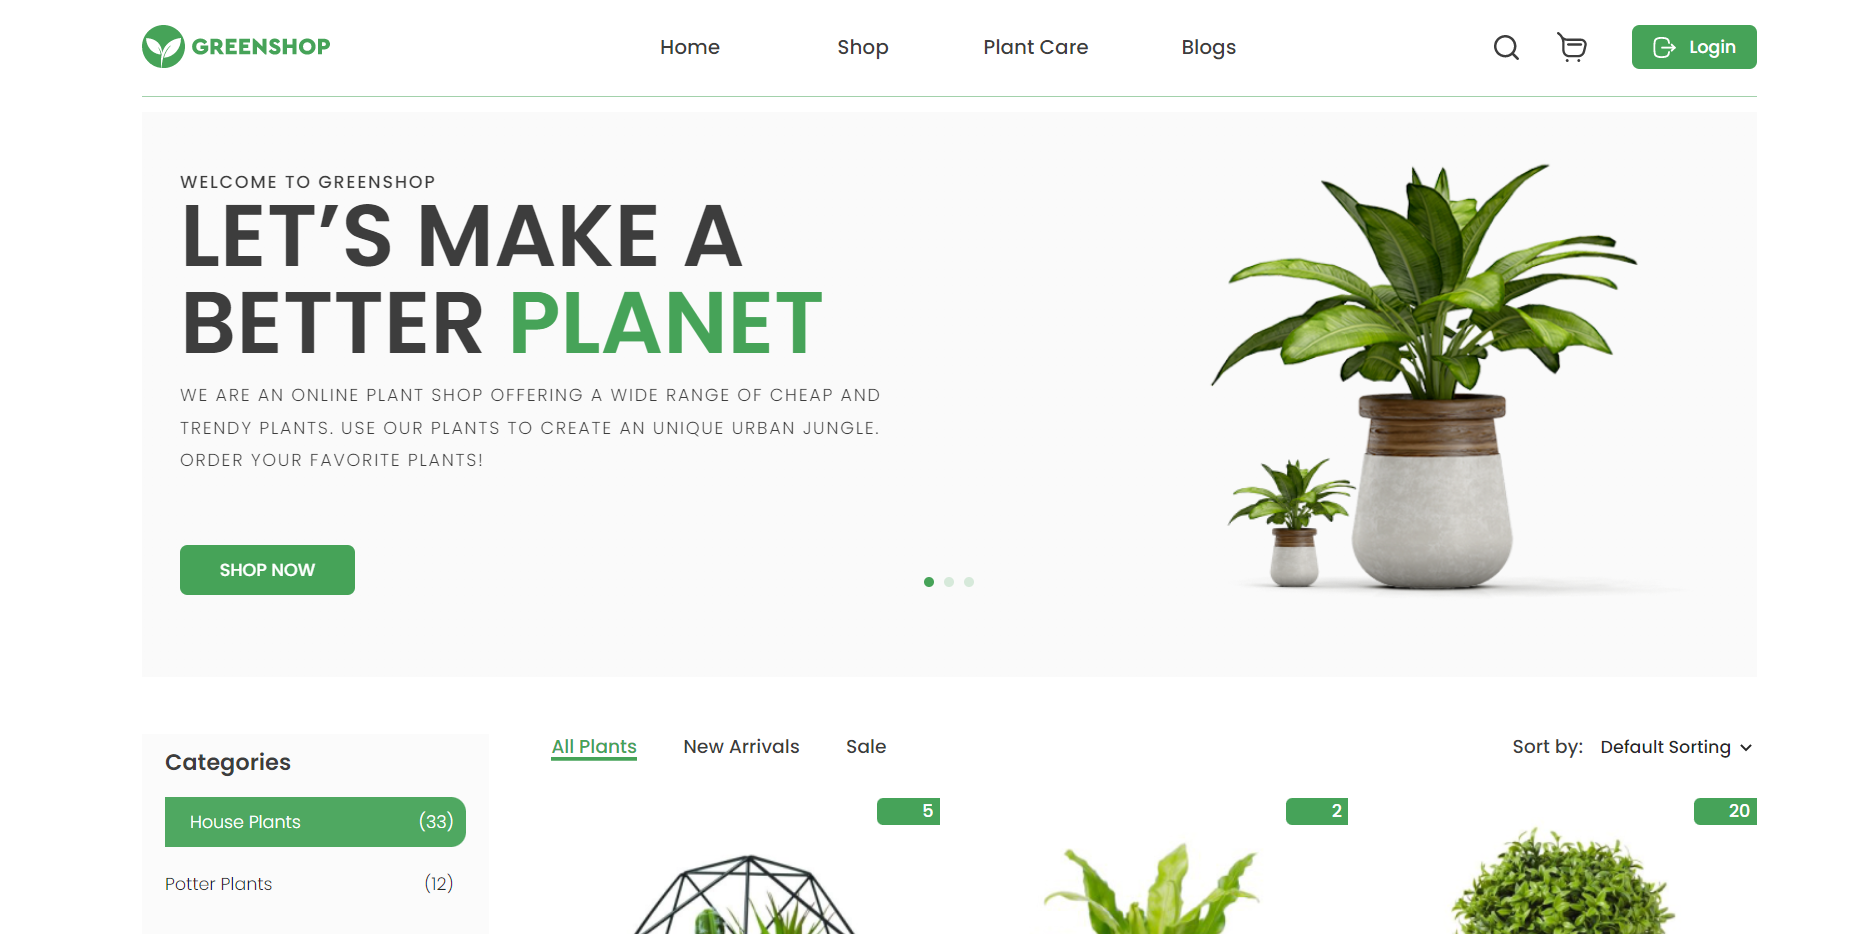 GREENSHOP
Home
Shop
Plant Care
Blogs
Login
WELCOME TO GREENSHOP
LET’S MAKE A
BETTER PLANET
WE ARE AN ONLINE PLANT SHOP OFFERING A WIDE RANGE OF CHEAP AND
TRENDY PLANTS. USE OUR PLANTS TO CREATE AN UNIQUE URBAN JUNGLE.
ORDER YOUR FAVORITE PLANTS!
SHOP NOW
Categories
House Plants (33)
Potter Plants (12)
All Plants
New Arrivals
Sale
Sort by: Default Sorting
5
2
20